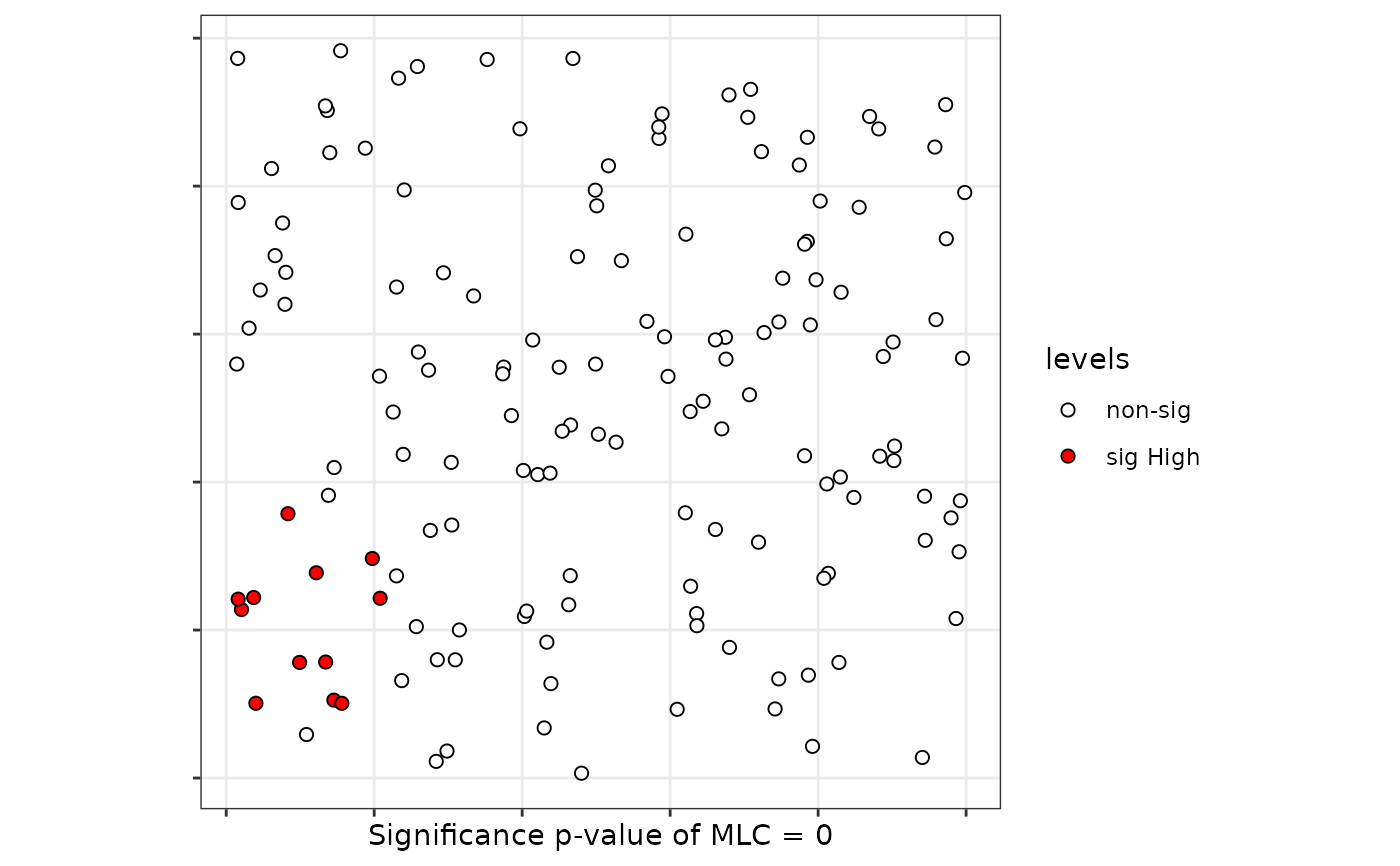 levels
non-sig
sig High
Significance p-value of MLC = 0